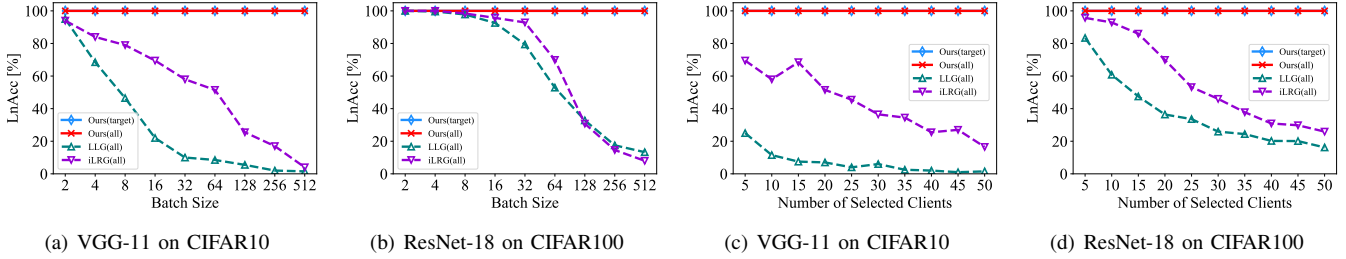 LnAcc [%]
100
80
60
40
20
0
Ours(target)
Ours(all)
LLG(all)
iLRG(all)
2 4 8 16 32 64 128 256 512
Batch Size
(a) VGG-11 on CIFAR10
LnAcc [%]
100
80
60
40
20
0
Ours(target)
Ours(all)
LLG(all)
iLRG(all)
2 4 8 16 32 64 128 256 512
Batch Size
(b) ResNet-18 on CIFAR100
LnAcc [%]
100
80
60
40
20
0
Ours(target)
Ours(all)
LLG(all)
iLRG(all)
5 10 15 20 25 30 35 40 45 50
Number of Selected Clients
(c) VGG-11 on CIFAR10
LnAcc [%]
100
80
60
40
20
0
Ours(target)
Ours(all)
LLG(all)
iLRG(all)
5 10 15 20 25 30 35 40 45 50
Number of Selected Clients
(d) ResNet-18 on CIFAR100